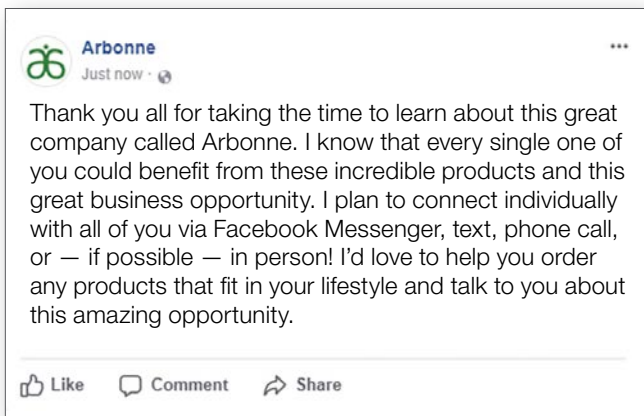 Arbonne
Just now ·
Thank you all for taking the time to learn about this great
company called Arbonne. I know that every single one of
you could benefit from these incredible products and this
great business opportunity. I plan to connect individually
with all of you via Facebook Messenger, text, phone call,
or — if possible — in person! I’d love to help you order
any products that fit in your lifestyle and talk to you about
this amazing opportunity.
Like Comment Share